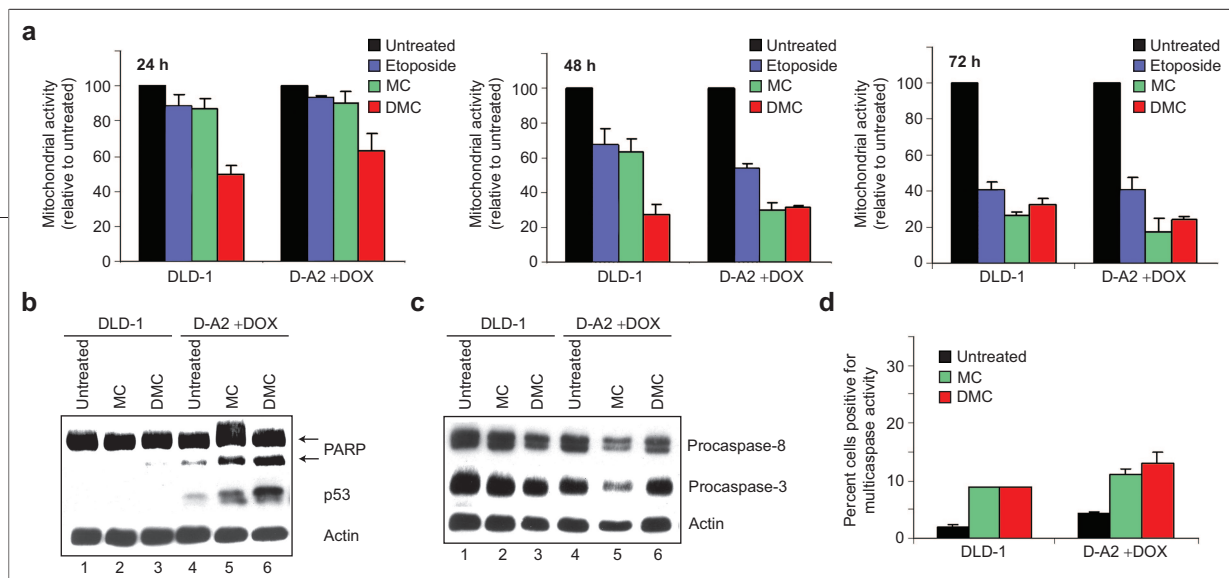 a
24 h
Untreated
Etoposide
MC
DMC
Mitochondrial activity
(relative to untreated)
100
80
60
40
20
0
DLD-1
D-A2 +DOX
48 h
Untreated
Etoposide
MC
DMC
Mitochondrial activity
(relative to untreated)
100
80
60
40
20
0
DLD-1
D-A2 +DOX
72 h
Untreated
Etoposide
MC
DMC
Mitochondrial activity
(relative to untreated)
100
80
60
40
20
0
DLD-1
D-A2 +DOX
b
DLD-1
D-A2 +DOX
Untreated
MC
DMC
Untreated
MC
DMC
PARP
p53
Actin
1 2 3 4 5 6
c
DLD-1
D-A2 +DOX
Untreated
MC
DMC
Untreated
MC
DMC
Procaspase-8
Procaspase-3
Actin
1 2 3 4 5 6
d
Untreated
MC
DMC
Percent cells positive for
multicaspase activity
30
20
10
0
DLD-1
D-A2 +DOX